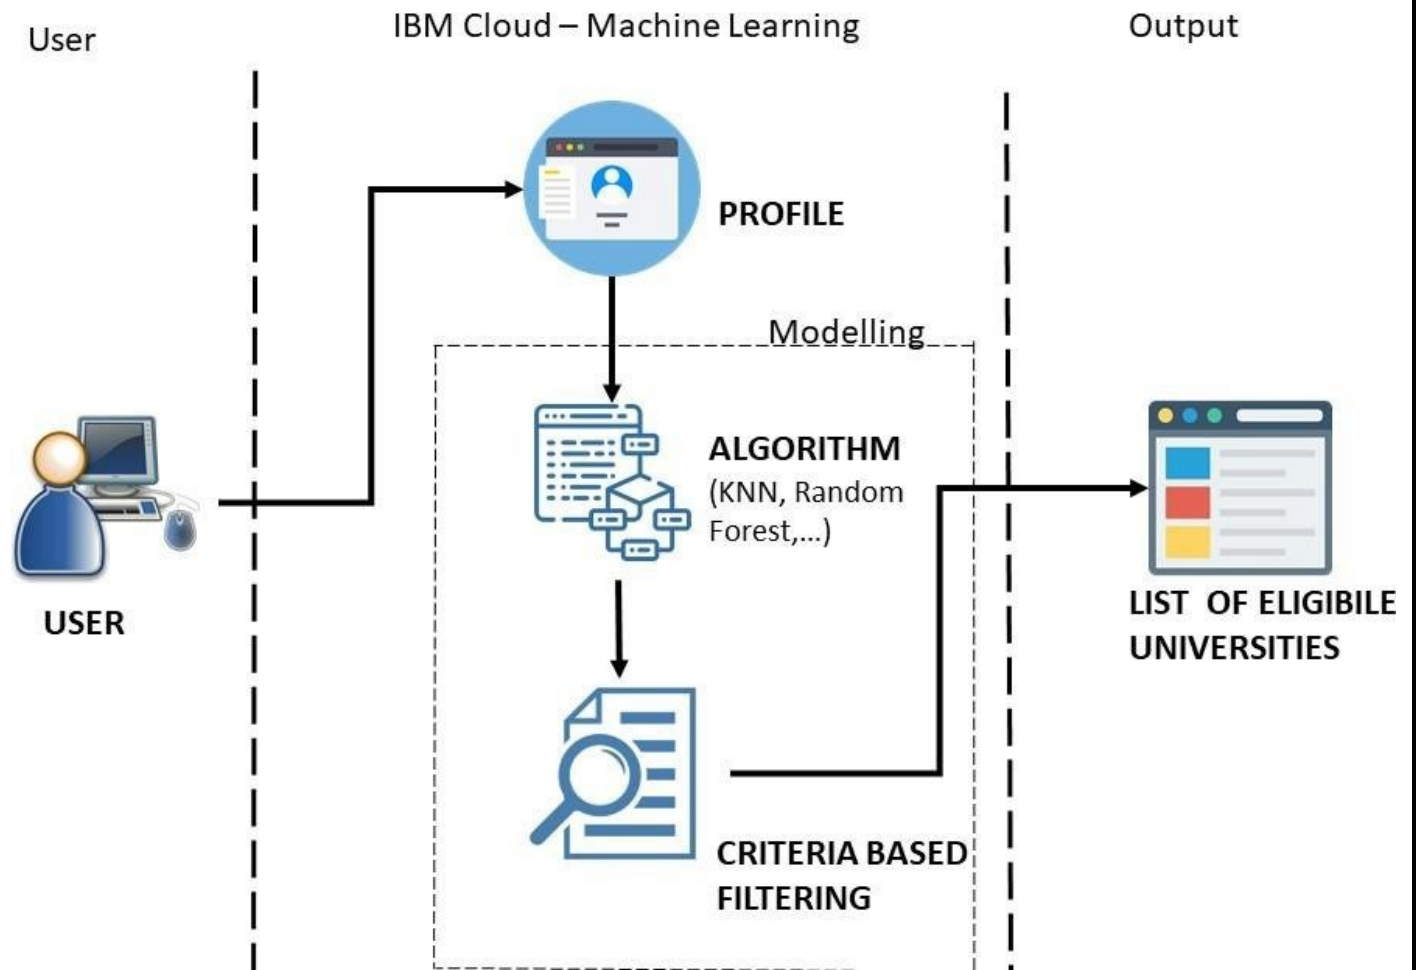 User
IBM Cloud – Machine Learning
Output
PROFILE
Modelling
ALGORITHM
(KNN, Random
Forest,...)
USER
LIST OF ELIGIBILE
UNIVERSITIES
CRITERIA BASED
FILTERING